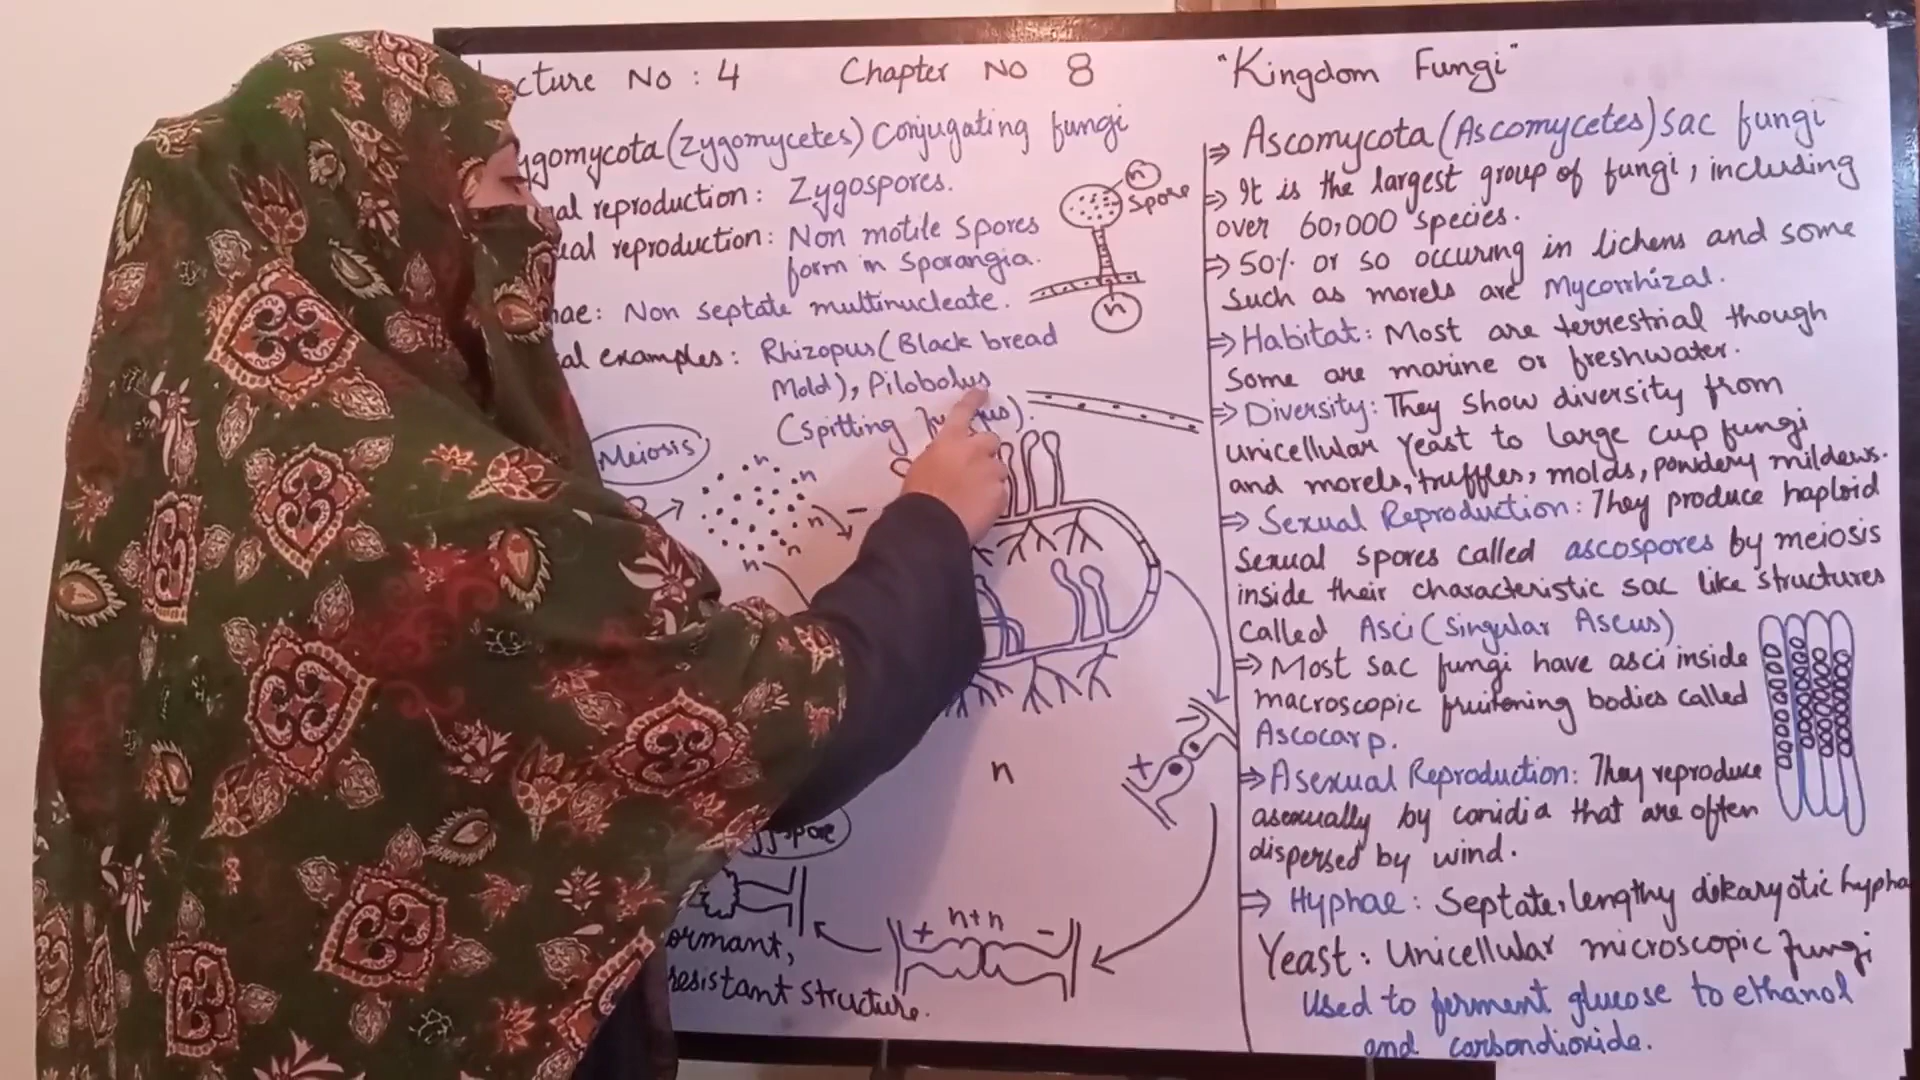 cture No : 4 Chapter No 8 "Kingdom Fungi"
ygomycota (Zygomycetes) Conjugating fungi
ual reproduction: Zygospores.
ual reproduction: Non motile spores
form in sporangia.
hae: Non septate multinucleate.
al examples: Rhizopus (Black bread
Mold), Pilobolus
(spitting
n
spore
n
Meiosis
n
n
n
n
n
n
+
spore
+ n+n -
ormant,
resistant structure.
⇒ Ascomycota (Ascomycetes) sac fungi
⇒ It is the largest group of fungi, including
over 60,000 species.
⇒ 50% or so occuring in lichens and some
such as morels are Mycorrhizal.
⇒ Habitat: Most are terrestrial though
some are marine or freshwater.
⇒ Diversity: They show diversity from
unicellular yeast to large cup fungi
and morels, truffles, molds, powdery mildews.
⇒ Sexual Reproduction: They produce haploid
sexual spores called ascospores by meiosis
inside their characteristic sac like structures
called Asci (Singular Ascus)
⇒ Most sac fungi have asci inside
macroscopic fruitening bodies called
Ascocarp.
⇒ Asexual Reproduction: They reproduce
asexually by conidia that are often
dispersed by wind.
⇒ Hyphae: Septate, lengthy dikaryotic hypha
Yeast: Unicellular microscopic fungi
used to ferment glucose to ethanol
and carbondioxide.